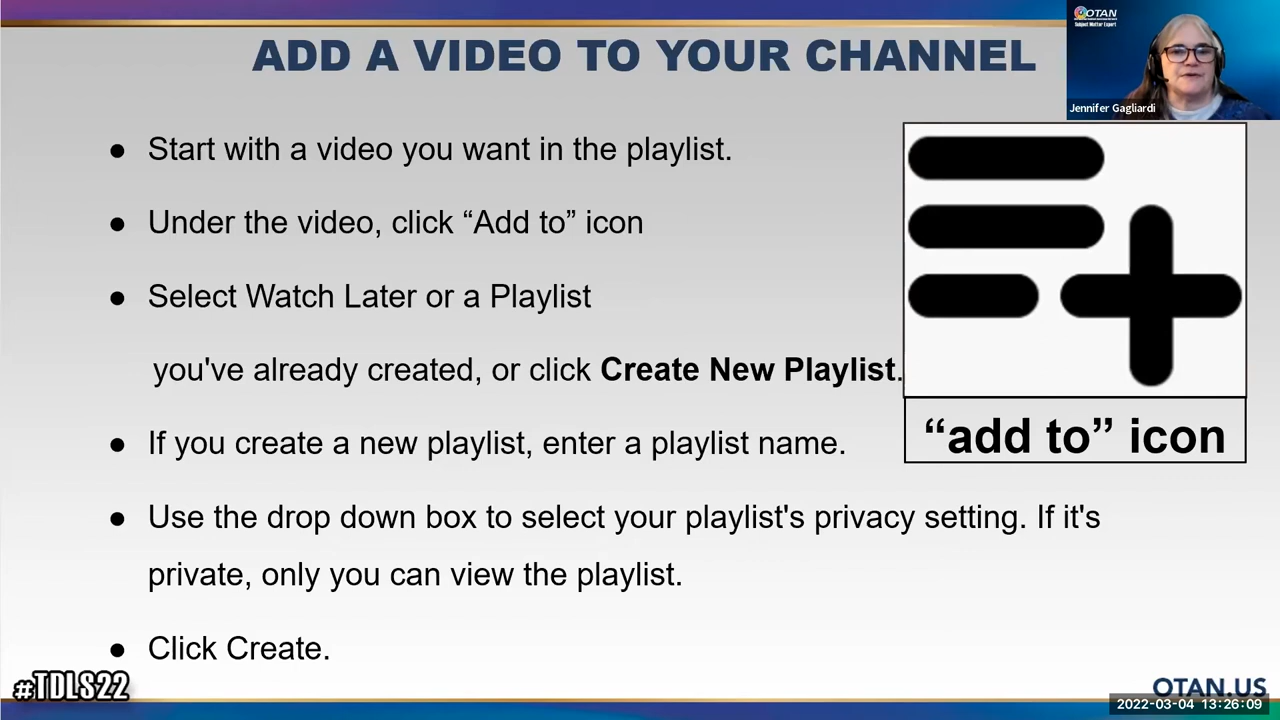 ADD A VIDEO TO YOUR CHANNEL
OTAN
Subject Matter Expert
Jennifer Gagliardi
● Start with a video you want in the playlist.
● Under the video, click “Add to” icon
● Select Watch Later or a Playlist
you've already created, or click Create New Playlist.
“add to” icon
● If you create a new playlist, enter a playlist name.
● Use the drop down box to select your playlist's privacy setting. If it's
private, only you can view the playlist.
● Click Create.
#TDLS22
OTAN.US
2022-03-04 13:26:09